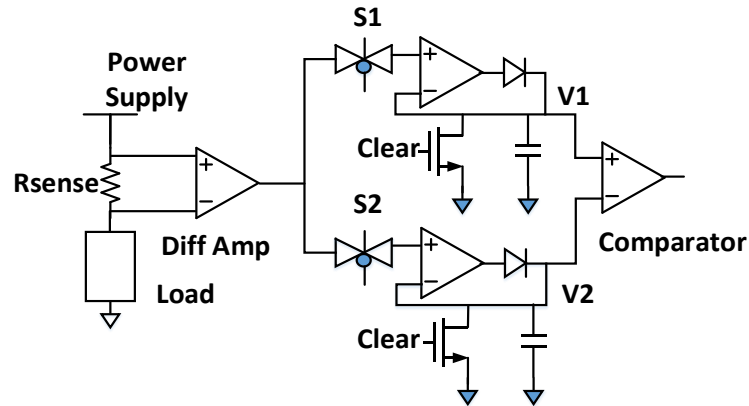 S1
Power
Supply
+
−
V1
Clear
+
−
Rsense
+
−
S2
Diff Amp
Comparator
+
−
Load
V2
Clear